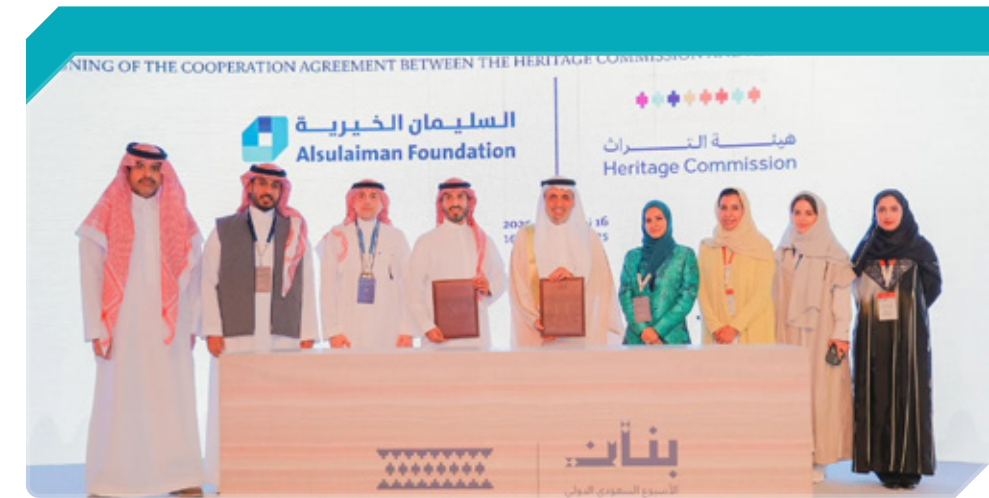 NING OF THE COOPERATION AGREEMENT BETWEEN THE HERITAGE COMMISSION
السليمان الخيرية
Alsulaiman Foundation
هيئة التراث
Heritage Commission
16
بنان
الأسبوع السعودي الدولي